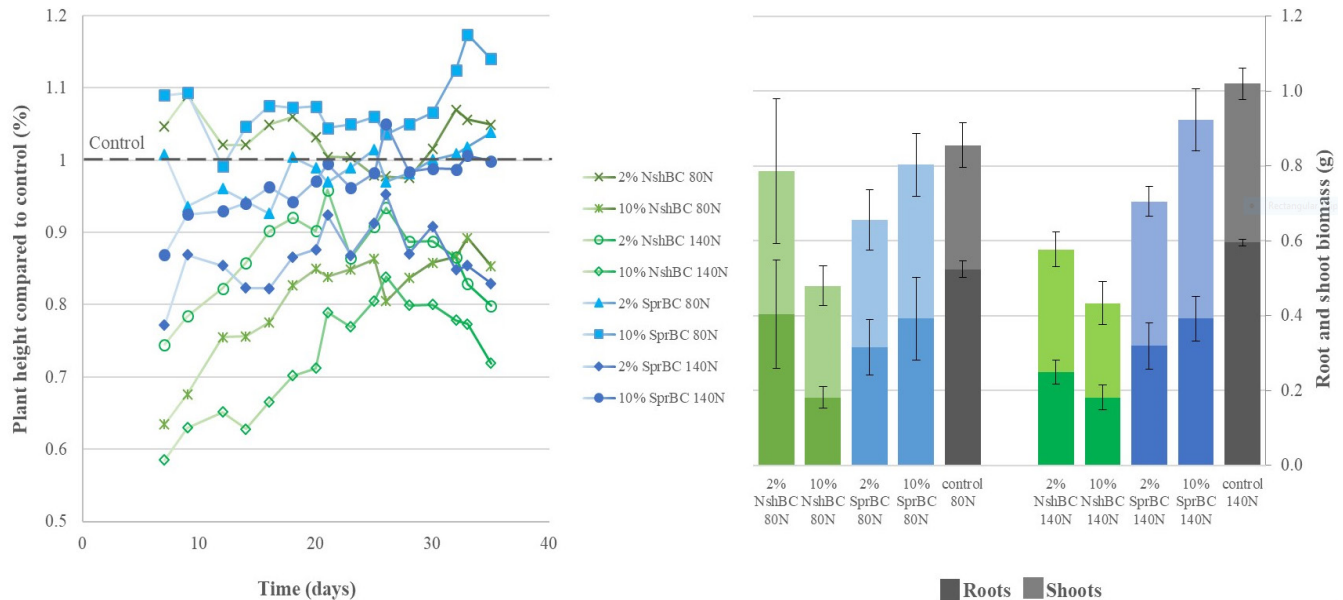 Plant height compared to control (%)
1.2
1.1
1
0.9
0.8
0.7
0.6
0.5
Control
0
10
20
30
40
Time (days)
2% NshBC 80N
10% NshBC 80N
2% NshBC 140N
10% NshBC 140N
2% SprBC 80N
10% SprBC 80N
2% SprBC 140N
10% SprBC 140N
1.2
1.0
0.8
0.6
0.4
0.2
0.0
Root and shoot biomass (g)
2%
NshBC
80N
10%
NshBC
80N
2%
SprBC
80N
10%
SprBC
80N
control
80N
2%
NshBC
140N
10%
NshBC
140N
2%
SprBC
140N
10%
SprBC
140N
control
140N
Roots
Shoots